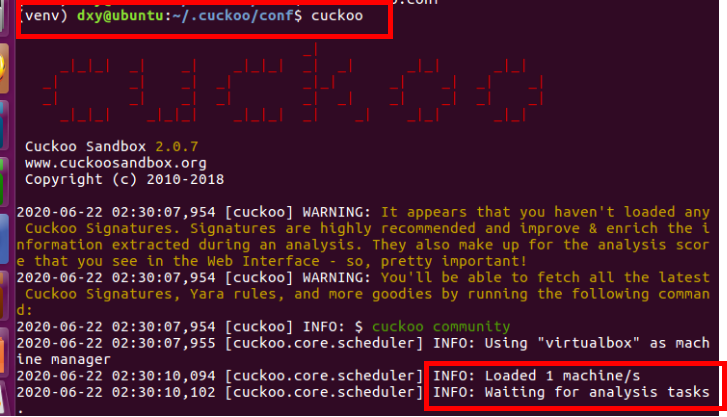 (venv) dxy@ubuntu:~/.cuckoo/conf$ cuckoo
Cuckoo Sandbox 2.0.7
www.cuckoosandbox.org
Copyright (c) 2010-2018
2020-06-22 02:30:07,954 [cuckoo] WARNING: It appears that you haven't loaded any
Cuckoo Signatures. Signatures are highly recommended and improve & enrich the i
nformation extracted during an analysis. They also make up for the analysis scor
e that you see in the Web Interface - so, pretty important!
2020-06-22 02:30:07,954 [cuckoo] WARNING: You'll be able to fetch all the latest
Cuckoo Signatures, Yara rules, and more goodies by running the following comman
d:
2020-06-22 02:30:07,954 [cuckoo] INFO: $ cuckoo community
2020-06-22 02:30:07,955 [cuckoo.core.scheduler] INFO: Using "virtualbox" as mach
ine manager
2020-06-22 02:30:10,094 [cuckoo.core.scheduler] INFO: Loaded 1 machine/s
2020-06-22 02:30:10,102 [cuckoo.core.scheduler] INFO: Waiting for analysis tasks
.